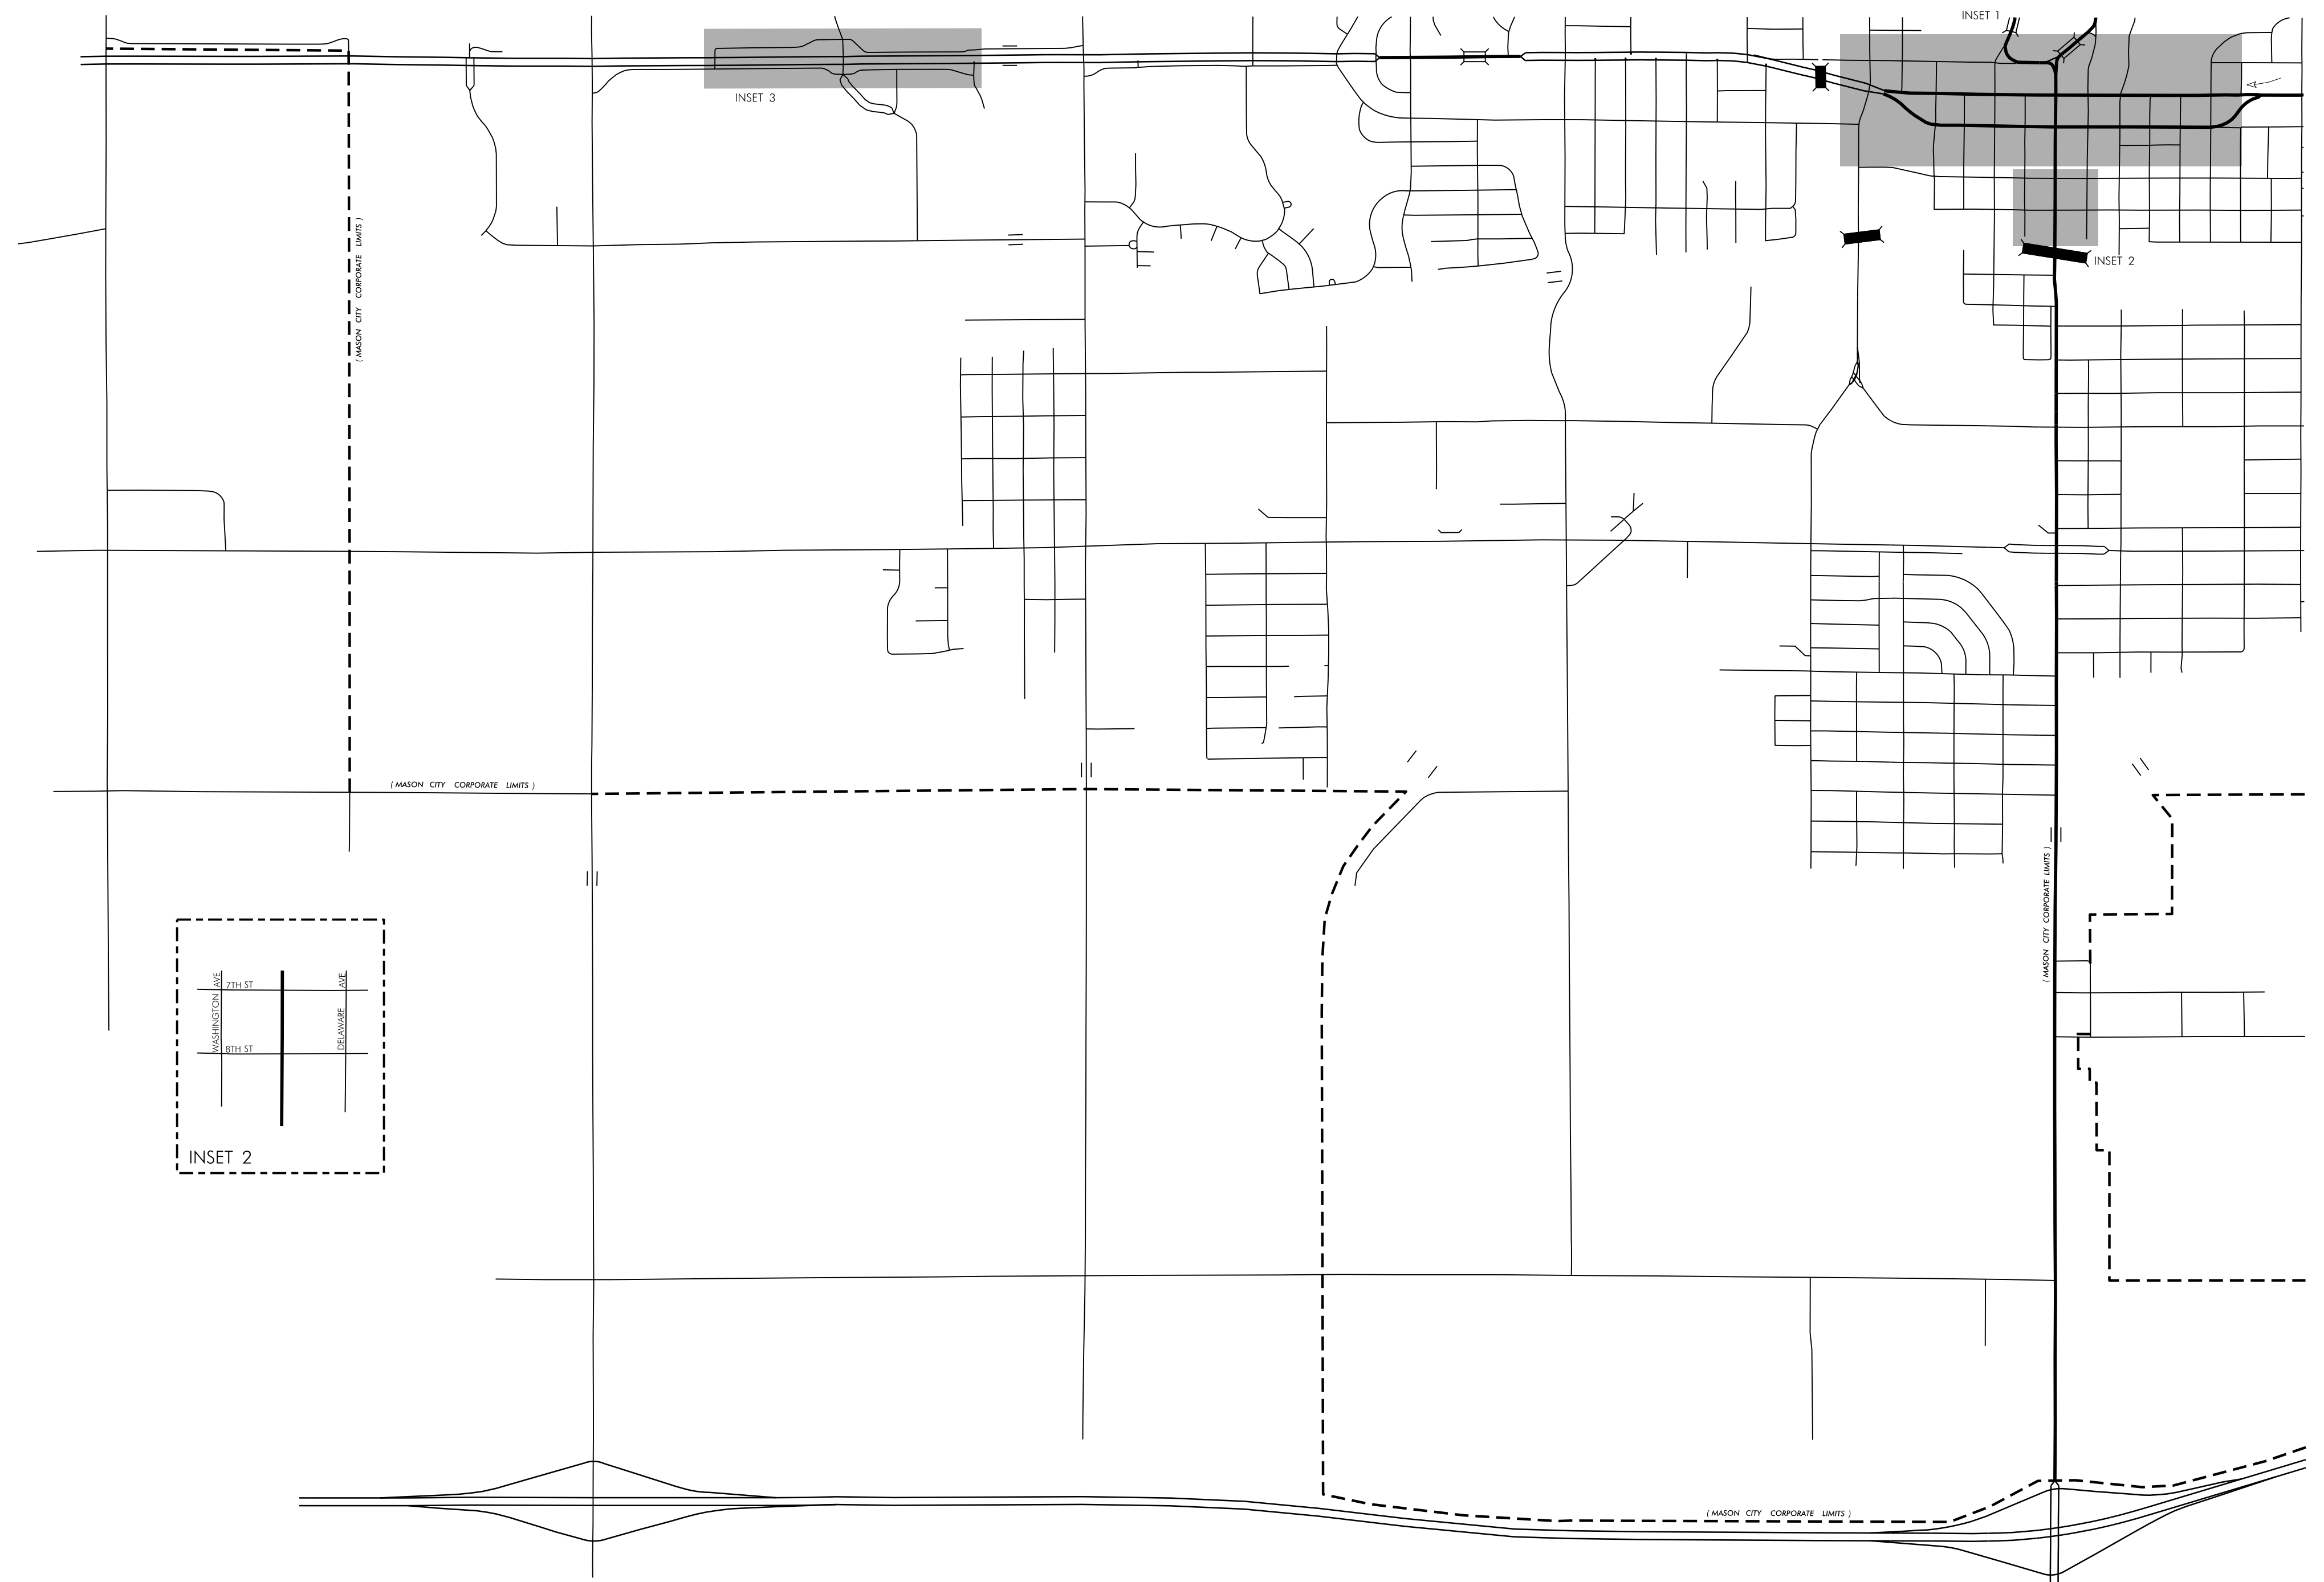 INSET 1
INSET 3
INSET 2
( MASON CITY CORPORATE LIMITS )
( MASON CITY CORPORATE LIMITS )
( MASON CITY CORPORATE LIMITS )
WASHINGTON AVE
7TH ST
DELAWARE AVE
8TH ST
INSET 2
( MASON CITY CORPORATE LIMITS )